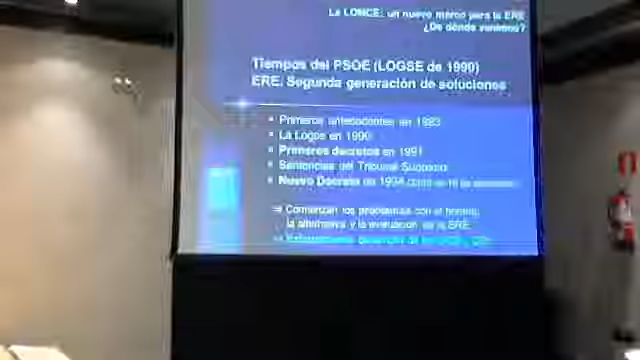 La LOMCE: un nuevo marco para la ERE
¿De dónde venimos?
Tiempos del PSOE (LOGSE de 1990)
ERE. Segunda generación de soluciones
• Primeros antecedentes en 1983
• La Logse en 1990
• Primeros decretos en 1991
• Sentencias del Tribunal Supremo
• Nuevo Decreto de 1994
⇒ Comienzan los problemas con el horario,
la alternativa y la evaluación de la ERE